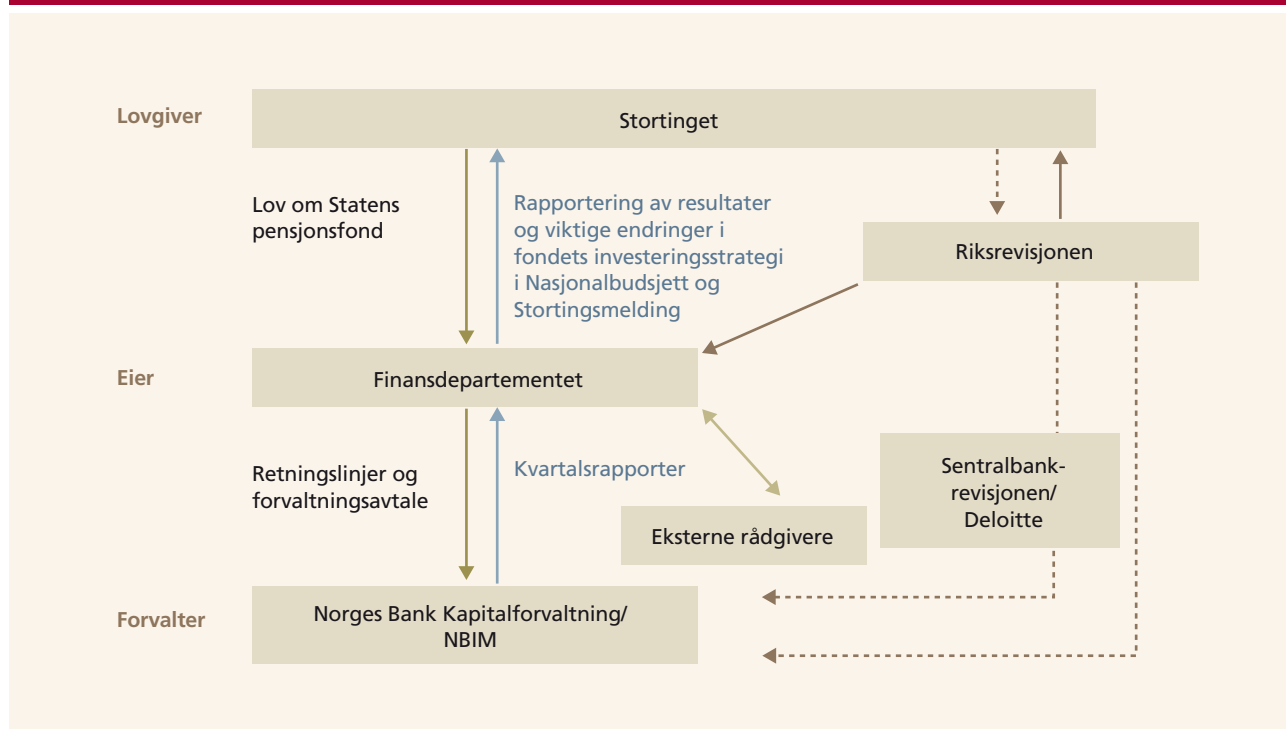 Lovgiver
Stortinget
Lov om Statens
pensjonsfond
Rapportering av resultater
og viktige endringer i
fondets investeringsstrategi
i Nasjonalbudsjett og
Stortingsmelding
Riksrevisjonen
Eier
Finansdepartementet
Retningslinjer og
forvaltningsavtale
Kvartalsrapporter
Eksterne rådgivere
Sentralbank-
revisjonen/
Deloitte
Forvalter
Norges Bank Kapitalforvaltning/
NBIM